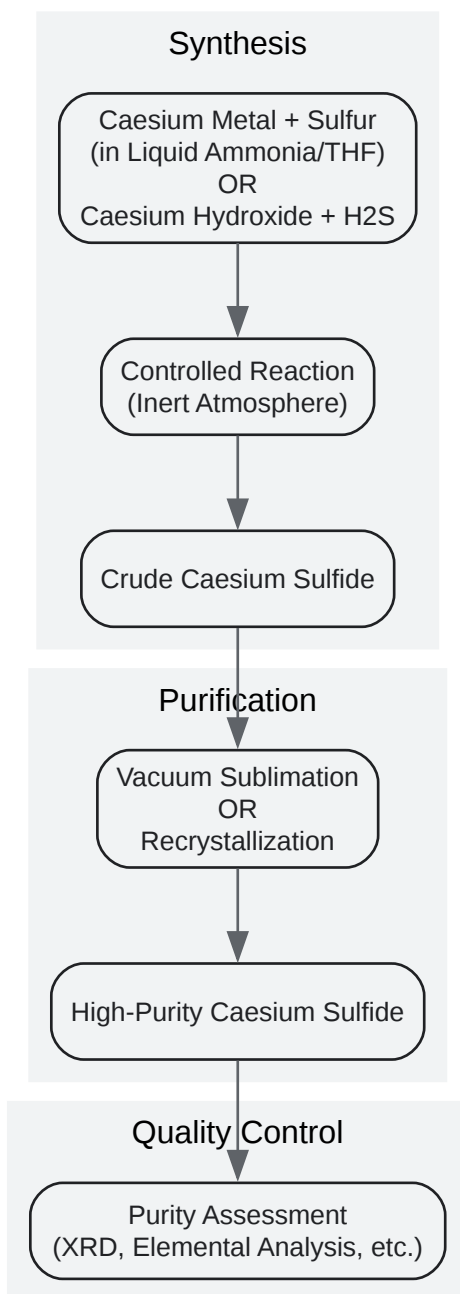 Synthesis
Caesium Metal + Sulfur
(in Liquid Ammonia/THF)
OR
Caesium Hydroxide + H2S
Controlled Reaction
(Inert Atmosphere)
Crude Caesium Sulfide
Purification
Vacuum Sublimation
OR
Recrystallization
High-Purity Caesium Sulfide
Quality Control
Purity Assessment
(XRD, Elemental Analysis, etc.)